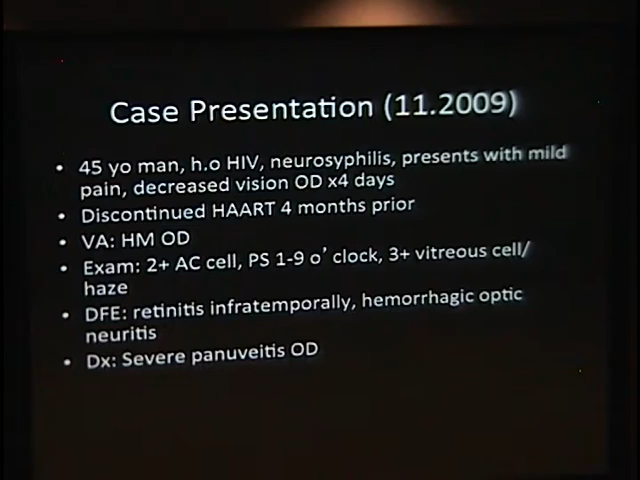 Case Presentation (11.2009)
• 45 yo man, h.o HIV, neurosyphilis, presents with mild
pain, decreased vision OD x4 days
• Discontinued HAART 4 months prior
• VA: HM OD
• Exam: 2+ AC cell, PS 1-9 o’ clock, 3+ vitreous cell/
haze
• DFE: retinitis infratemporally, hemorrhagic optic
neuritis
• Dx: Severe panuveitis OD